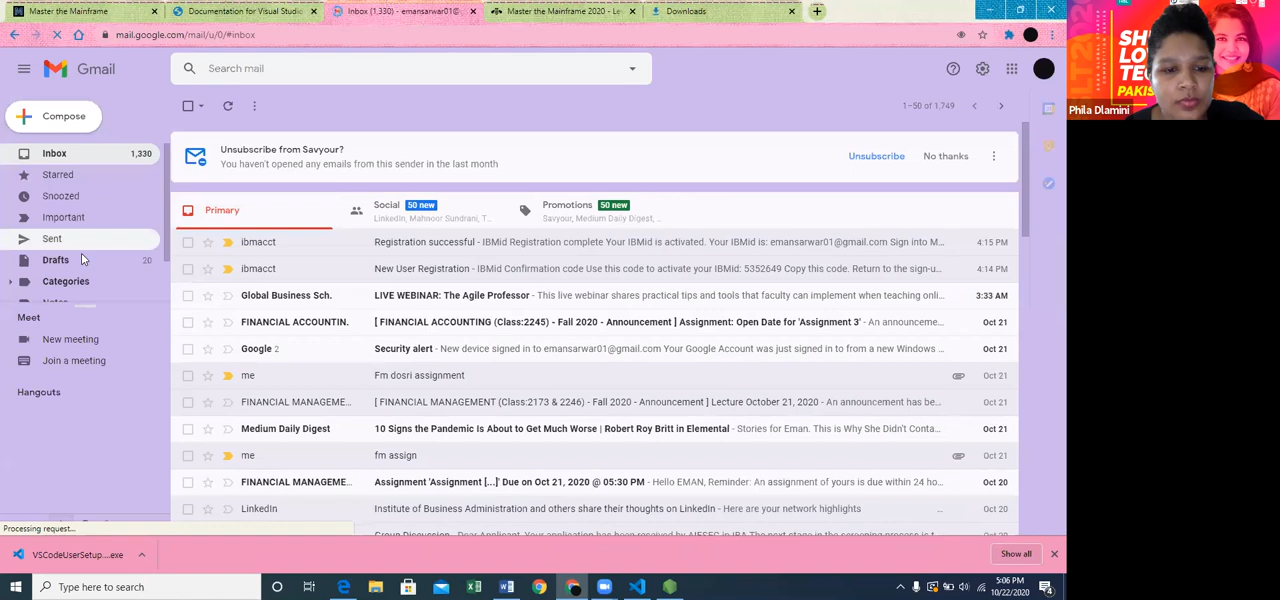 Master the Mainframe
Documentation for Visual Studi
Inbox (1,330) - emansarwar01@g
Master the Mainframe 2020 - Le
Downloads
mail.google.com/mail/u/0/#inbox
Gmail
Search mail
Compose
1–50 of 1,749
Inbox 1,330
Starred
Snoozed
Important
Sent
Drafts 20
Categories
Meet
New meeting
Join a meeting
Hangouts
Unsubscribe from Savyour?
You haven't opened any emails from this sender in the last month
Unsubscribe No thanks
Primary
Social 50 new
LinkedIn, Mahnoor Sundrani, T...
Promotions 50 new
Savyour, Medium Daily Digest, ...
ibmacct Registration successful - IBMid Registration complete Your IBMid is activated. Your IBMid is: emansarwar01@gmail.com Sign into M... 4:15 PM
ibmacct New User Registration - IBMid Confirmation code Use this code to activate your IBMid: 5352649 Copy this code. Return to the sign-u... 4:14 PM
Global Business Sch. LIVE WEBINAR: The Agile Professor - This live webinar shares practical tips and tools that faculty can implement when teaching onli... 3:33 AM
FINANCIAL ACCOUNTIN. [ FINANCIAL ACCOUNTING (Class:2245) - Fall 2020 - Announcement ] Assignment: Open Date for 'Assignment 3' - An announceme... Oct 21
Google 2 Security alert - New device signed in to emansarwar01@gmail.com Your Google Account was just signed in to from a new Windows ... Oct 21
me Fm dosri assignment Oct 21
FINANCIAL MANAGEME... [ FINANCIAL MANAGEMENT (Class:2173 & 2246) - Fall 2020 - Announcement ] Lecture October 21, 2020 - An announcement has be... Oct 21
Medium Daily Digest 10 Signs the Pandemic Is About to Get Much Worse | Robert Roy Britt in Elemental - Stories for Eman. This is Why She Didn't Conta... Oct 21
me fm assign Oct 21
FINANCIAL MANAGEME... Assignment 'Assignment [...]' Due on Oct 21, 2020 @ 05:30 PM - Hello EMAN, Reminder: An assignment of yours is due within 24 ho... Oct 20
LinkedIn Institute of Business Administration and others share their thoughts on LinkedIn - Here are your network highlights ... Oct 20
Processing request...
VSCodeUserSetup....exe
Show all
Type here to search
5:06 PM
10/22/2020
4
PAKIS
Phila Dlamini